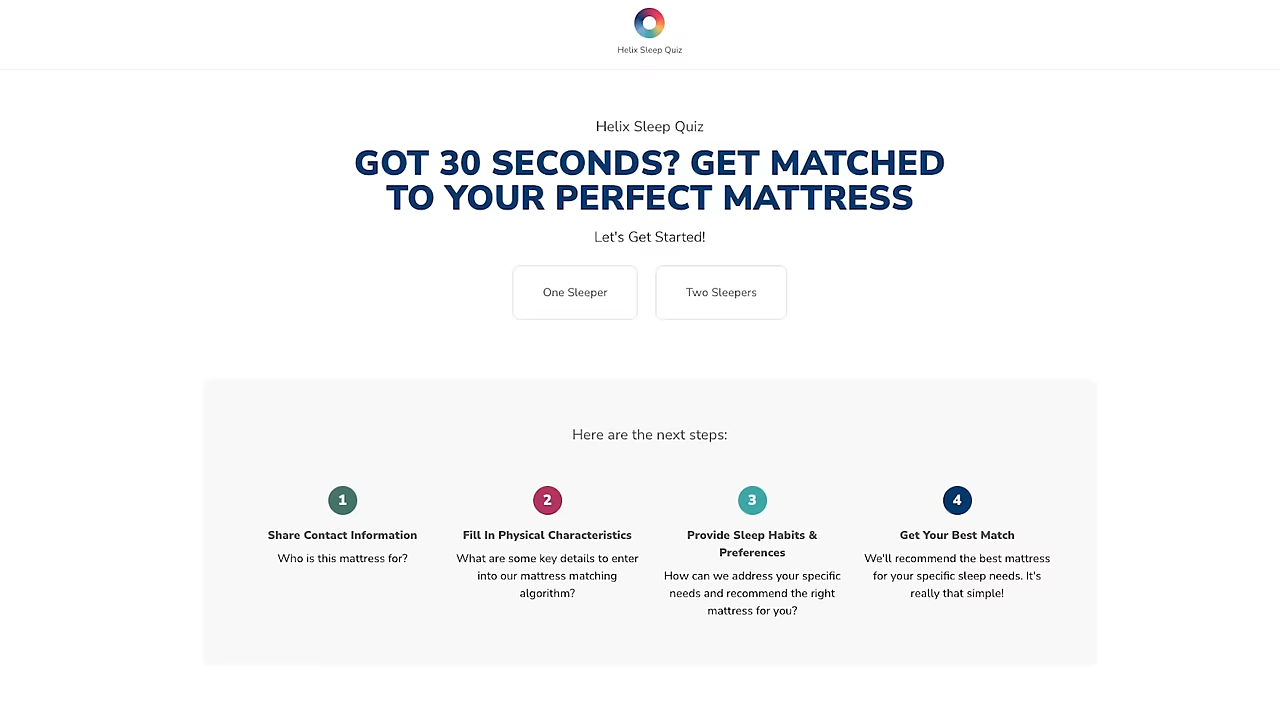 Helix Sleep Quiz
Helix Sleep Quiz
GOT 30 SECONDS? GET MATCHED
TO YOUR PERFECT MATTRESS
Let's Get Started!
One Sleeper
Two Sleepers
Here are the next steps:
1
Share Contact Information
Who is this mattress for?
2
Fill In Physical Characteristics
What are some key details to enter
into our mattress matching
algorithm?
3
Provide Sleep Habits &
Preferences
How can we address your specific
needs and recommend the right
mattress for you?
4
Get Your Best Match
We'll recommend the best mattress
for your specific sleep needs. It's
really that simple!